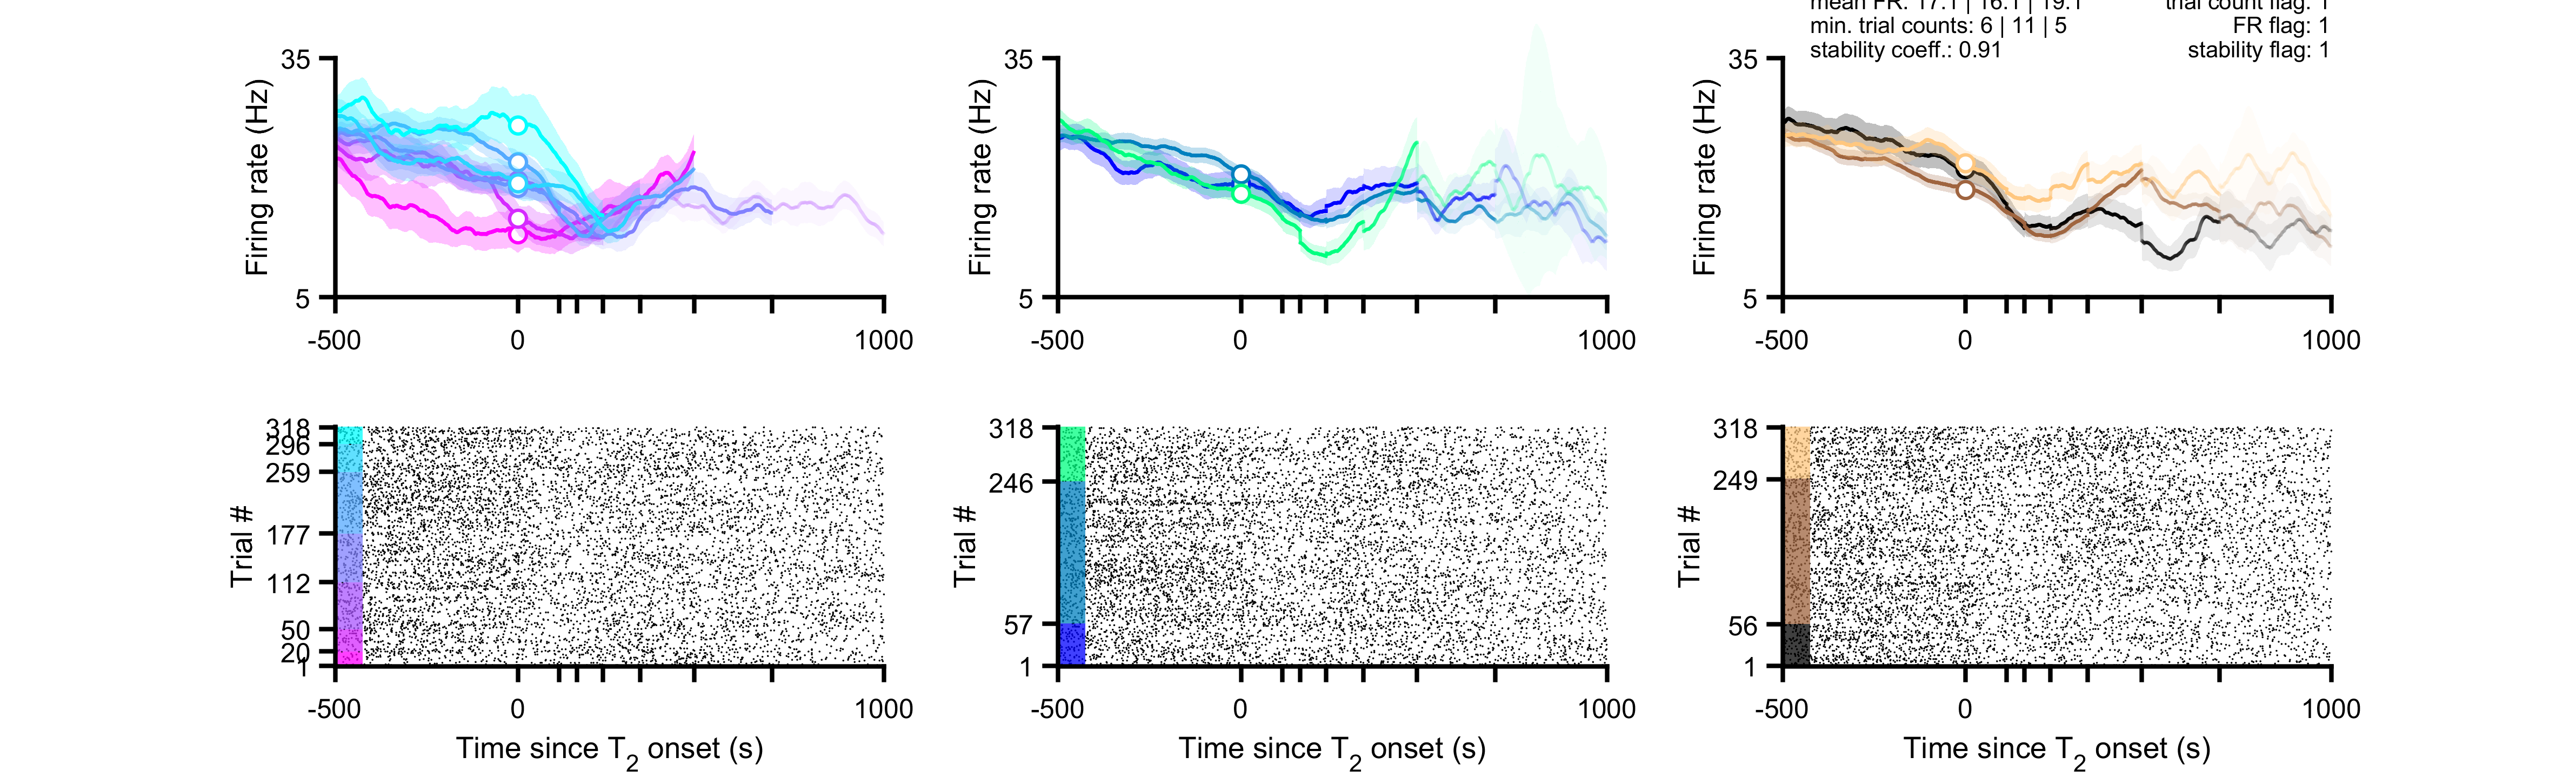 mean FR: 17.1 | 16.1 | 19.1 trial count flag: 1
min. trial counts: 6 | 11 | 5 FR flag: 1
stability coeff.: 0.91 stability flag: 1
35
Firing rate (Hz)
5
-500 0 1000
35
Firing rate (Hz)
5
-500 0 1000
35
Firing rate (Hz)
5
-500 0 1000
318
296
259
177
112
50
20
1
Trial #
-500 0 1000
Time since T2 onset (s)
318
246
57
1
Trial #
-500 0 1000
Time since T2 onset (s)
318
249
56
1
Trial #
-500 0 1000
Time since T2 onset (s)